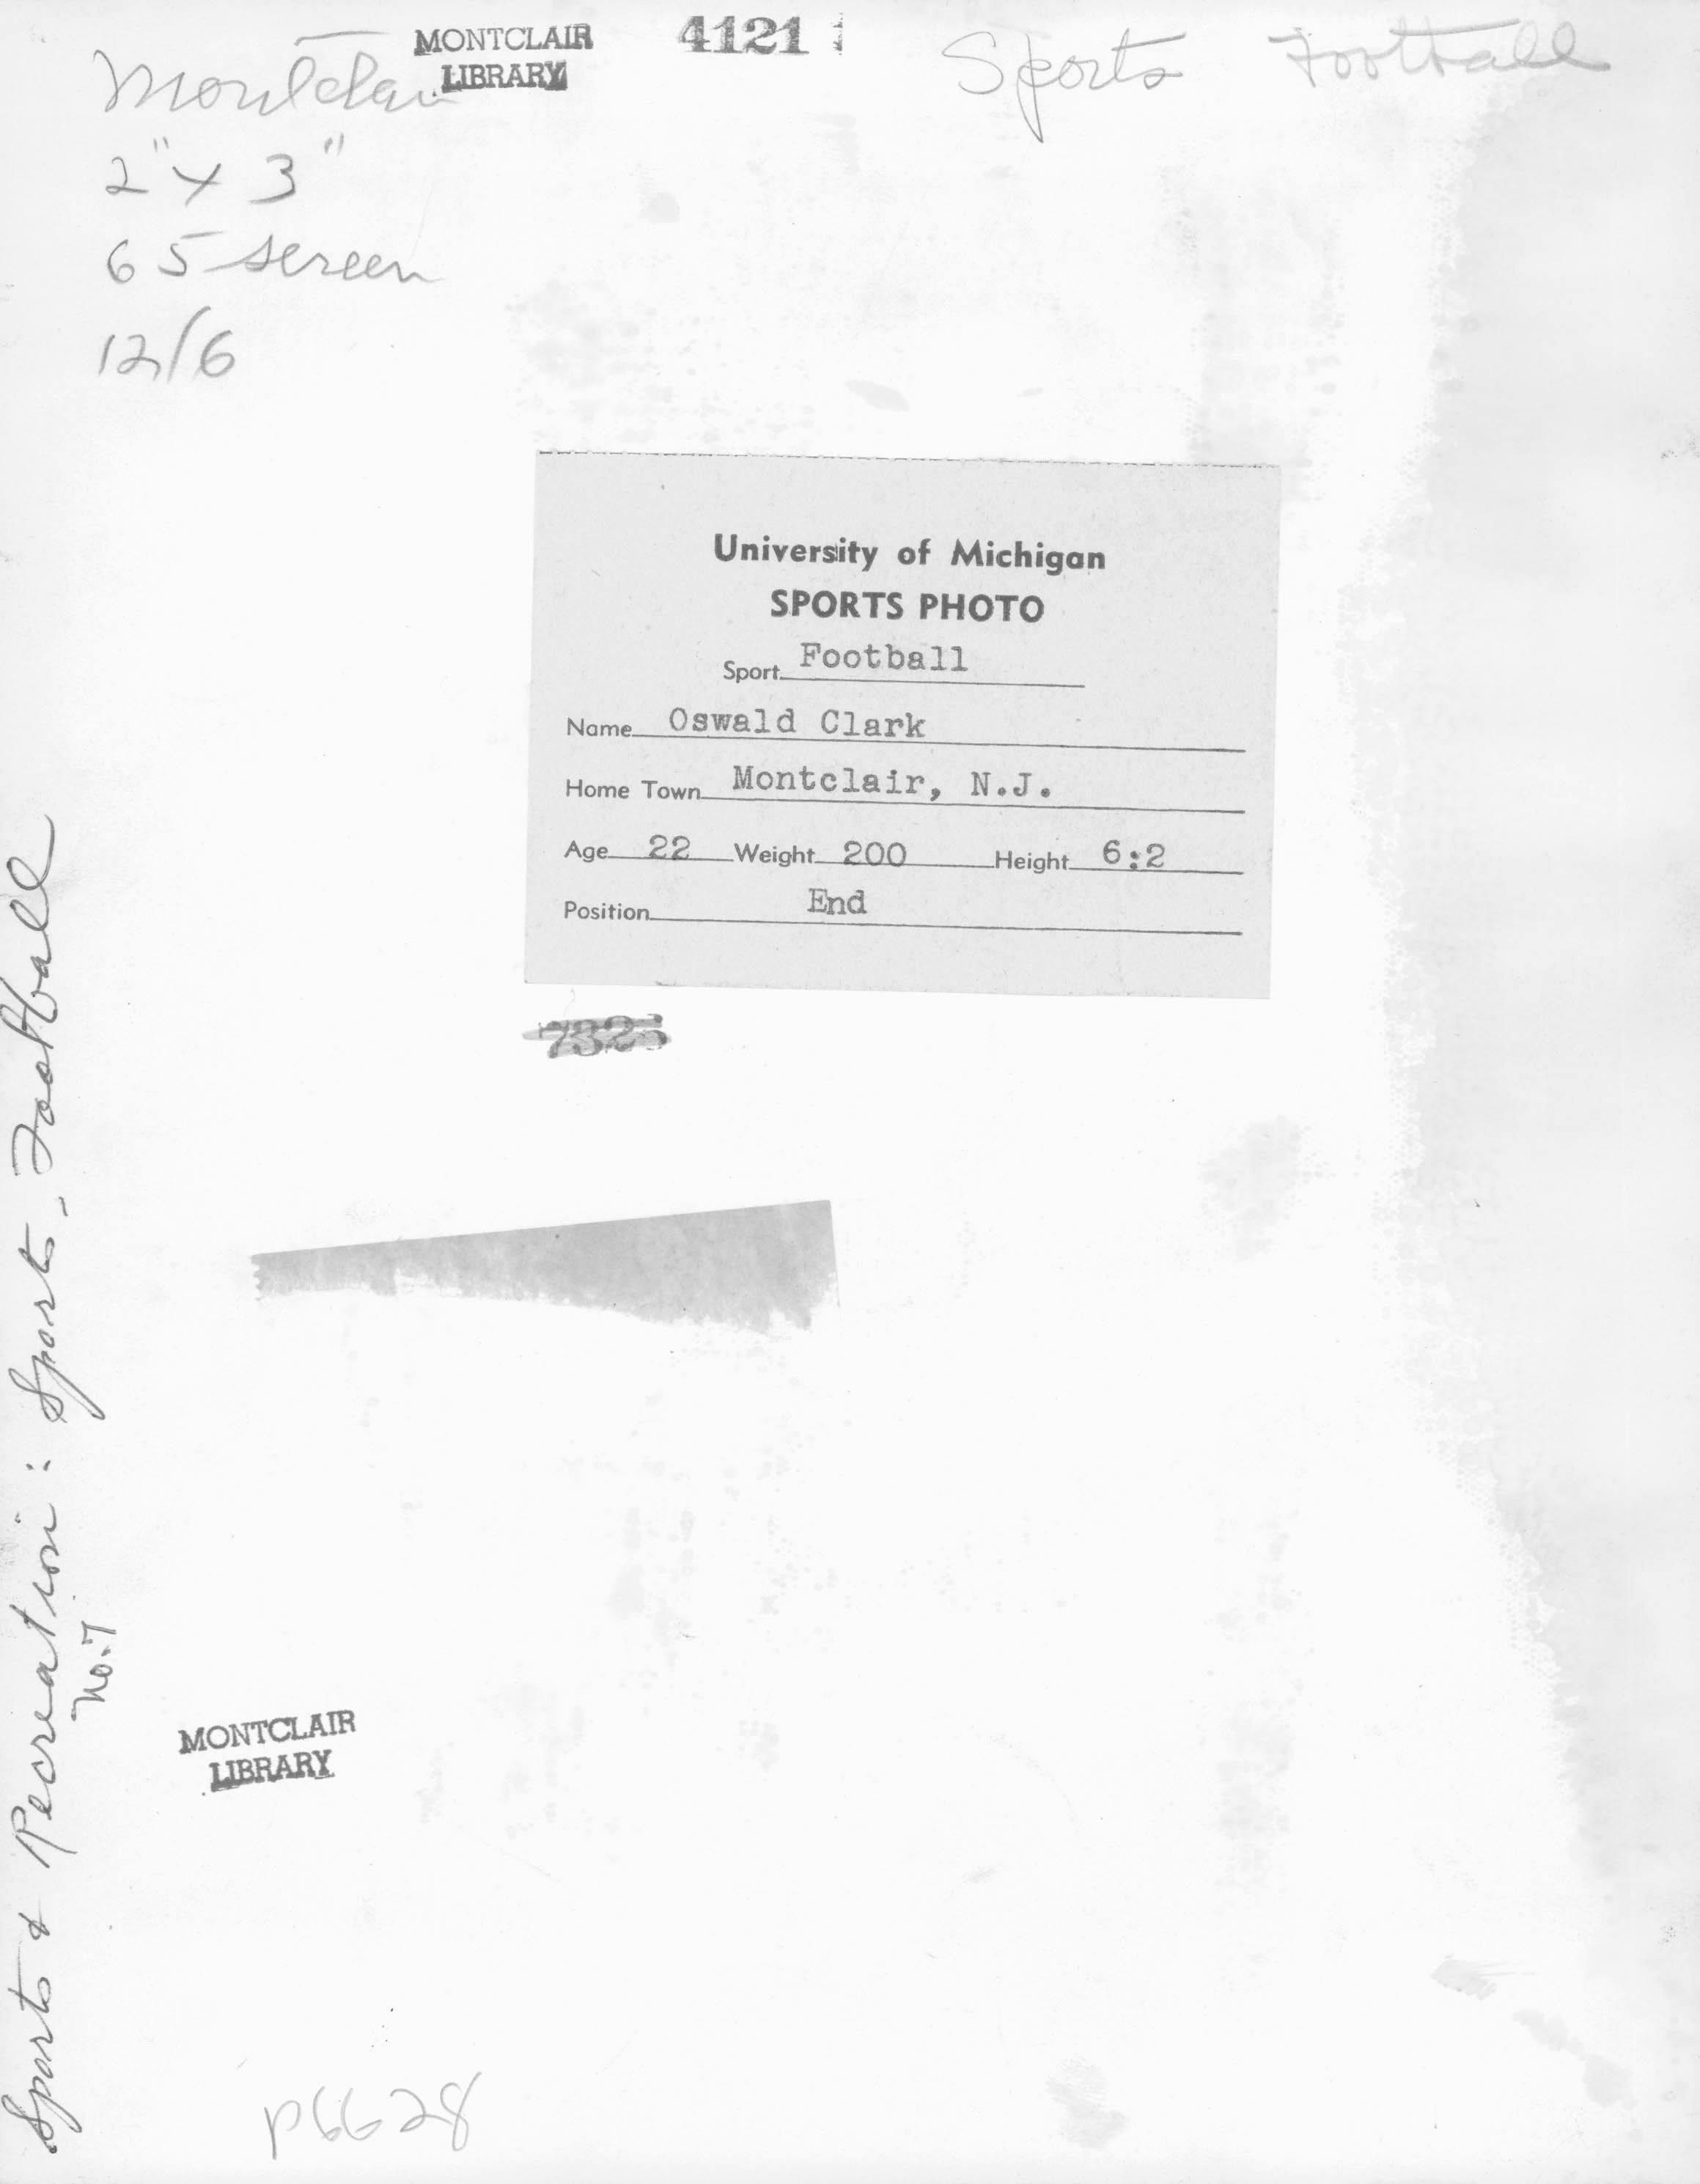 MONTCLAIR
LIBRARY
4121
Sports Football
Montclair
2" x 3"
65 screen
12/6
University of Michigan
SPORTS PHOTO
Sport Football
Name Oswald Clark
Home Town Montclair, N.J.
Age 22 Weight 200 Height 6:2
Position End
7325
Sports & Recreation: Sports - Football
No. 7
MONTCLAIR
LIBRARY